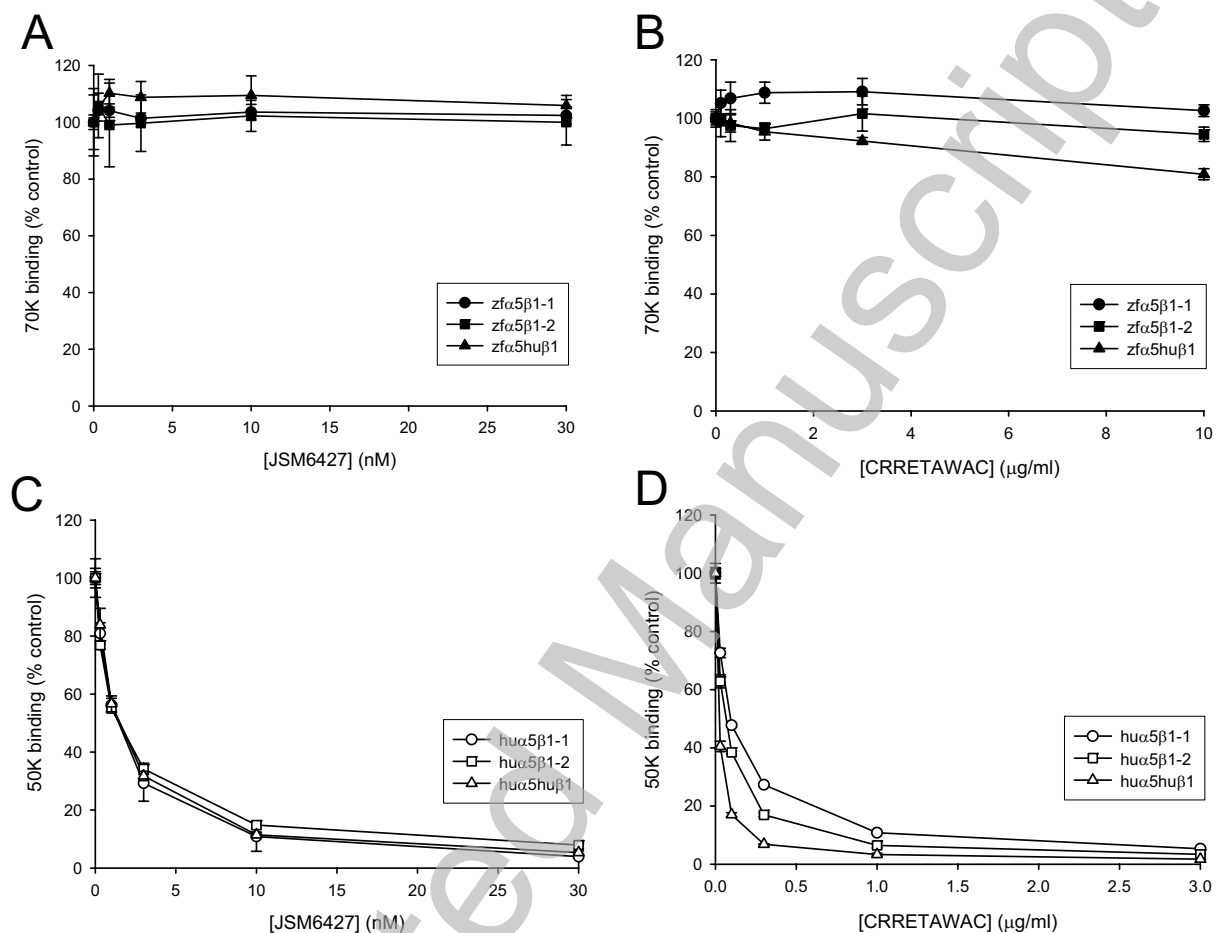 A
120
100
80
60
40
20
0
70K binding (% control)
0 5 10 15 20 25 30
[JSM6427] (nM)
zfα5β1-1
zfα5β1-2
zfα5huβ1
B
120
100
80
60
40
20
0
70K binding (% control)
0 2 4 6 8 10
[CRRETAWAC] (μg/ml)
zfα5β1-1
zfα5β1-2
zfα5huβ1
C
120
100
80
60
40
20
0
50K binding (% control)
0 5 10 15 20 25 30
[JSM6427] (nM)
huα5β1-1
huα5β1-2
huα5huβ1
D
120
100
80
60
40
20
0
50K binding (% control)
0.0 0.5 1.0 1.5 2.0 2.5 3.0
[CRRETAWAC] (μg/ml)
huα5β1-1
huα5β1-2
huα5huβ1
ted Manuscript